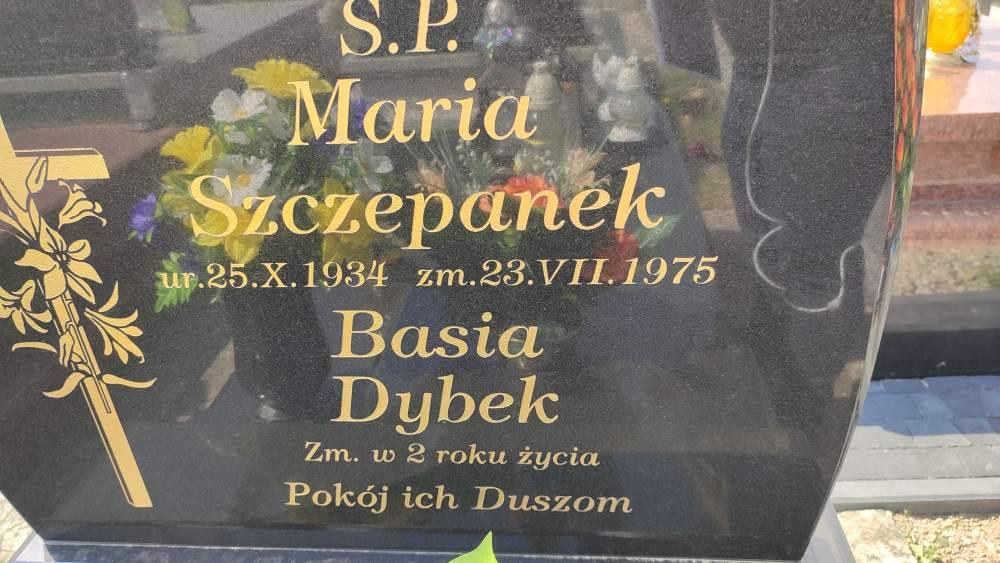 S.P.
Maria
Szczepanek
ur.25.X.1934 zm.23.VII.1975
Basia
Dybek
Zm. w 2 roku życia
Pokój ich Duszom